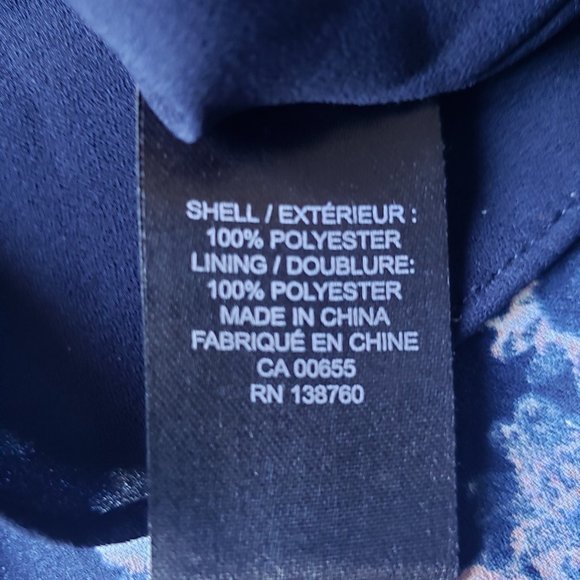 SHELL / EXTÉRIEUR :
100% POLYESTER
LINING / DOUBLURE:
100% POLYESTER
MADE IN CHINA
FABRIQUÉ EN CHINE
CA 00655
RN 138760